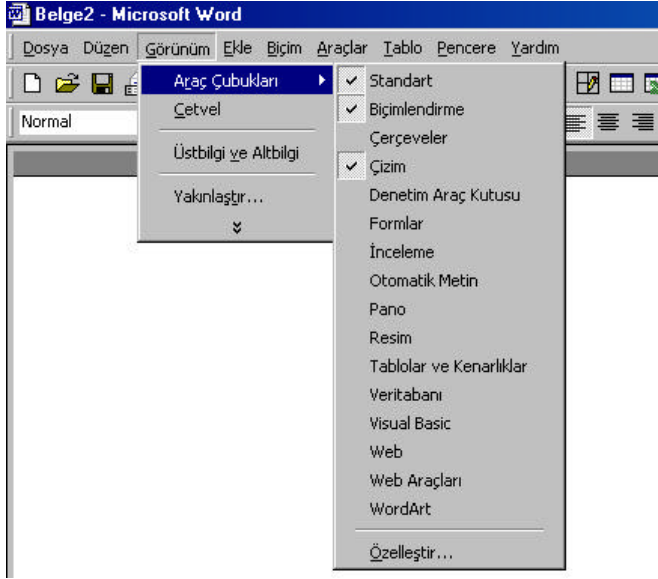 Belge2 - Microsoft Word
Dosya Düzen Görünüm Ekle Biçim Araçlar Tablo Pencere Yardım
Normal
Araç Çubukları
Cetvel
Üstbilgi ve Altbilgi
Yakınlaştır...
Standart
Biçimlendirme
Çerçeveler
Çizim
Denetim Araç Kutusu
Formlar
İnceleme
Otomatik Metin
Pano
Resim
Tablolar ve Kenarlıklar
Veritabanı
Visual Basic
Web
Web Araçları
WordArt
Özelleştir...